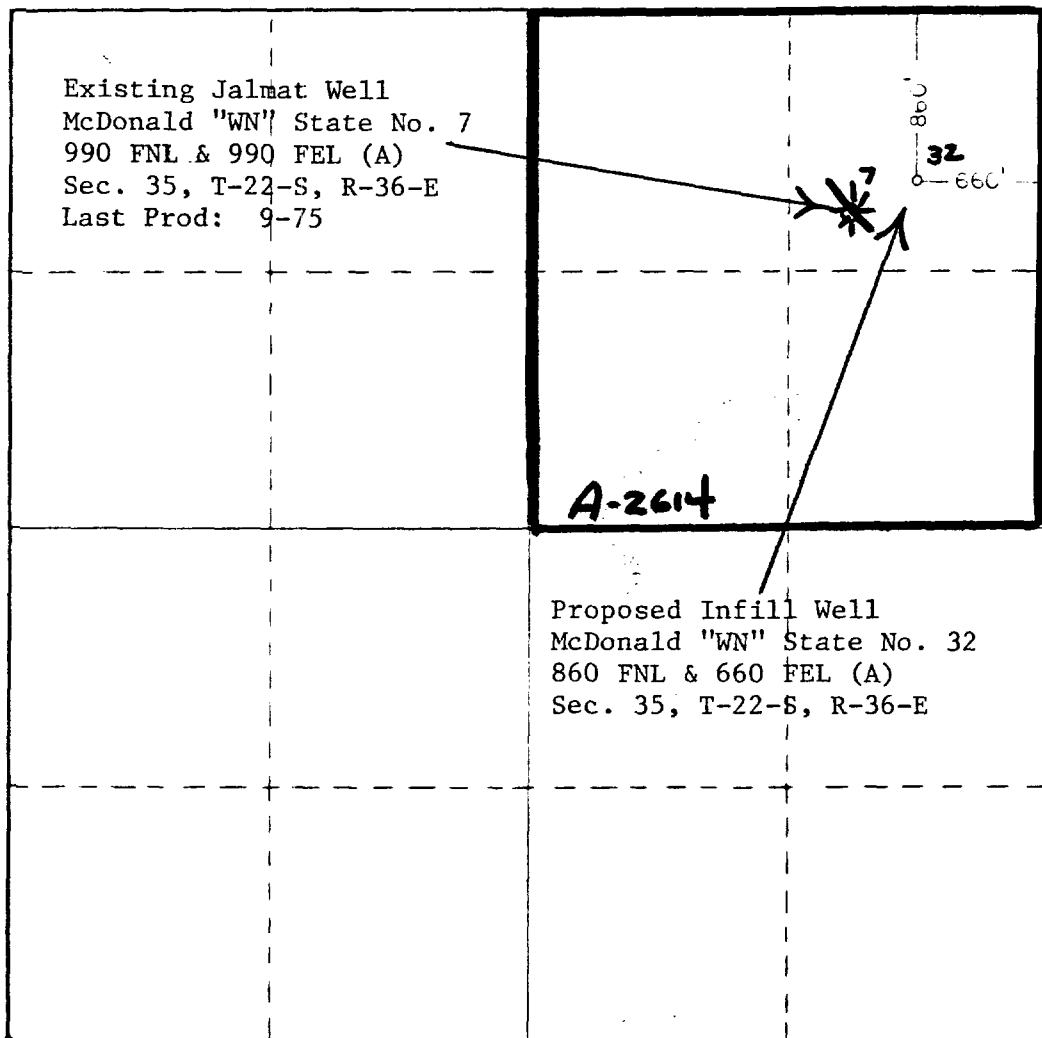 Existing Jalmat Well
McDonald "WN" State No. 7
990 FNL & 990 FEL (A)
Sec. 35, T-22-S, R-36-E
Last Prod: 9-75
860'
32
660'
7
A-2614
Proposed Infill Well
McDonald "WN" State No. 32
860 FNL & 660 FEL (A)
Sec. 35, T-22-S, R-36-E